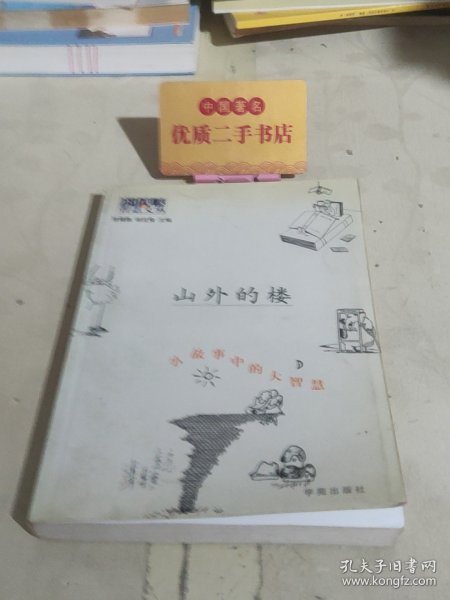 中国著名
优质二手书店
山外的楼
小故事中的大智慧
学苑出版社
孔夫子旧书网
www.kongfz.com